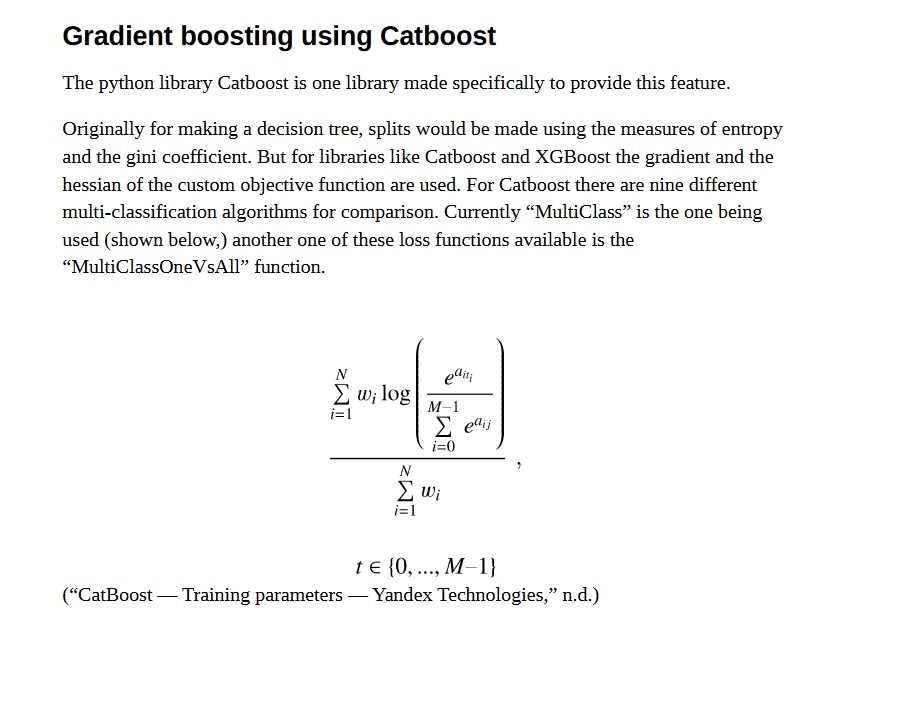 Gradient boosting using Catboost
The python library Catboost is one library made specifically to provide this feature.
Originally for making a decision tree, splits would be made using the measures of entropy
and the gini coefficient. But for libraries like Catboost and XGBoost the gradient and the
hessian of the custom objective function are used. For Catboost there are nine different
multi-classification algorithms for comparison. Currently “MultiClass” is the one being
used (shown below,) another one of these loss functions available is the
“MultiClassOneVsAll” function.
\frac{\sum_{i=1}^{N} w_i \log\left(\frac{e^{a_{it_i}}}{\sum_{i=0}^{M-1} e^{a_{ij}}}\right)}{\sum_{i=1}^{N} w_i},
t ∈ {0, ..., M–1}
(“CatBoost — Training parameters — Yandex Technologies,” n.d.)